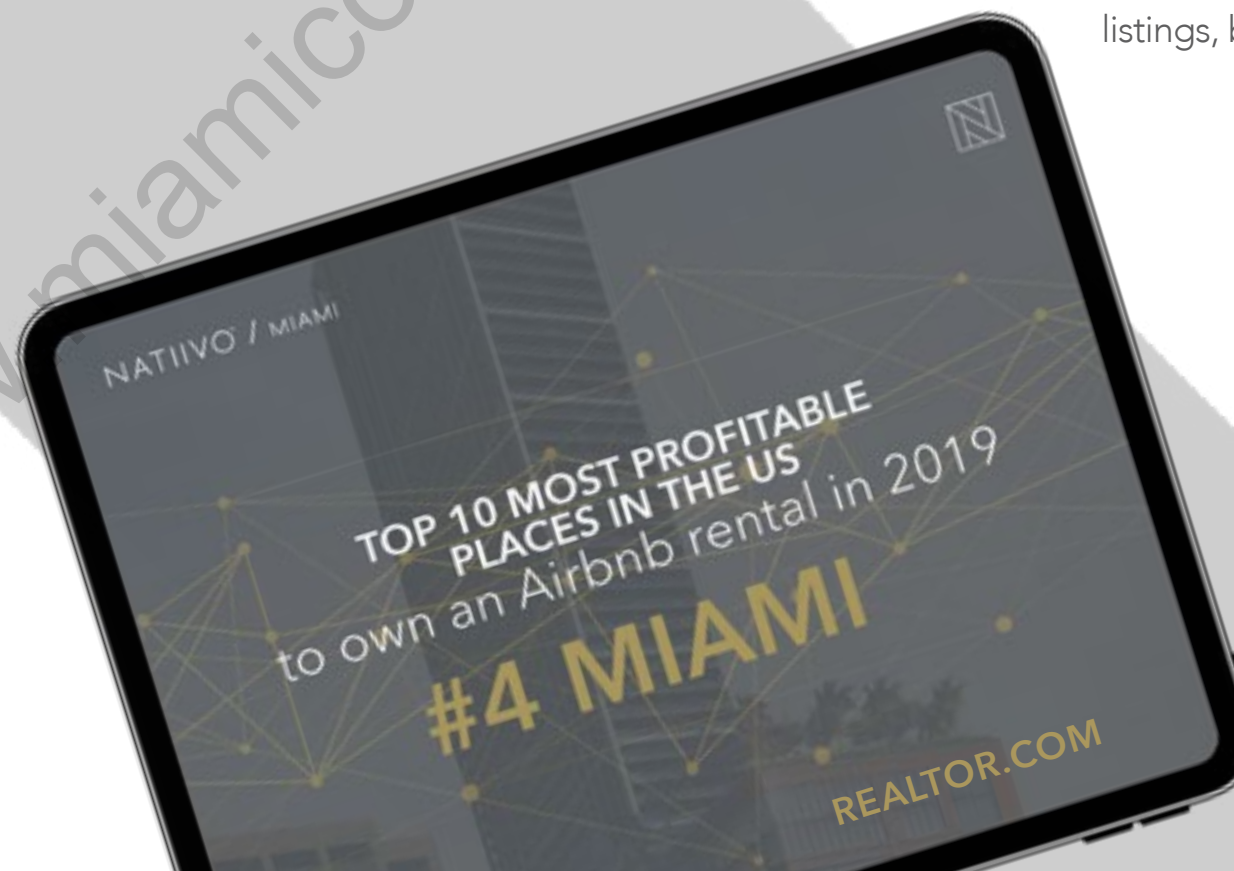 listings,
NATIIVO / MIAMI
TOP 10 MOST PROFITABLE
PLACES IN THE US
to own an Airbnb rental in 2019
#4 MIAMI
REALTOR.COM